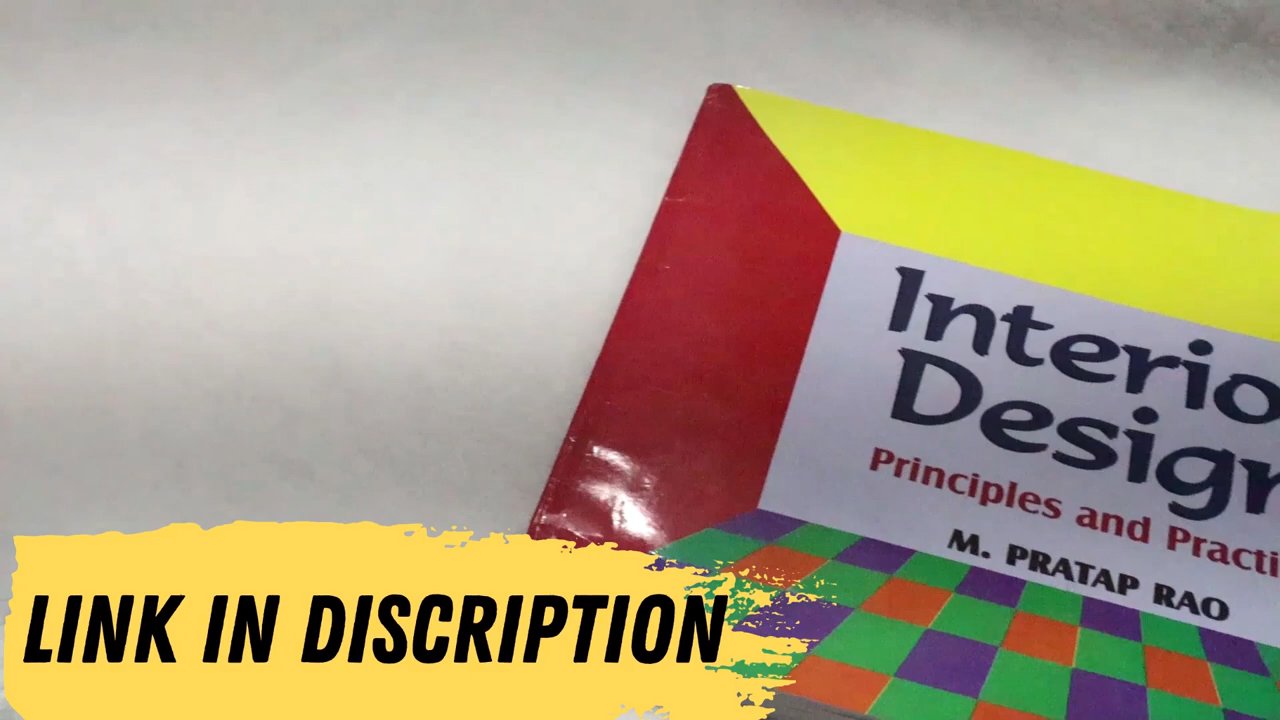 Interio
Design
Principles and Practi
M. PRATAP RAO
LINK IN DISCRIPTION